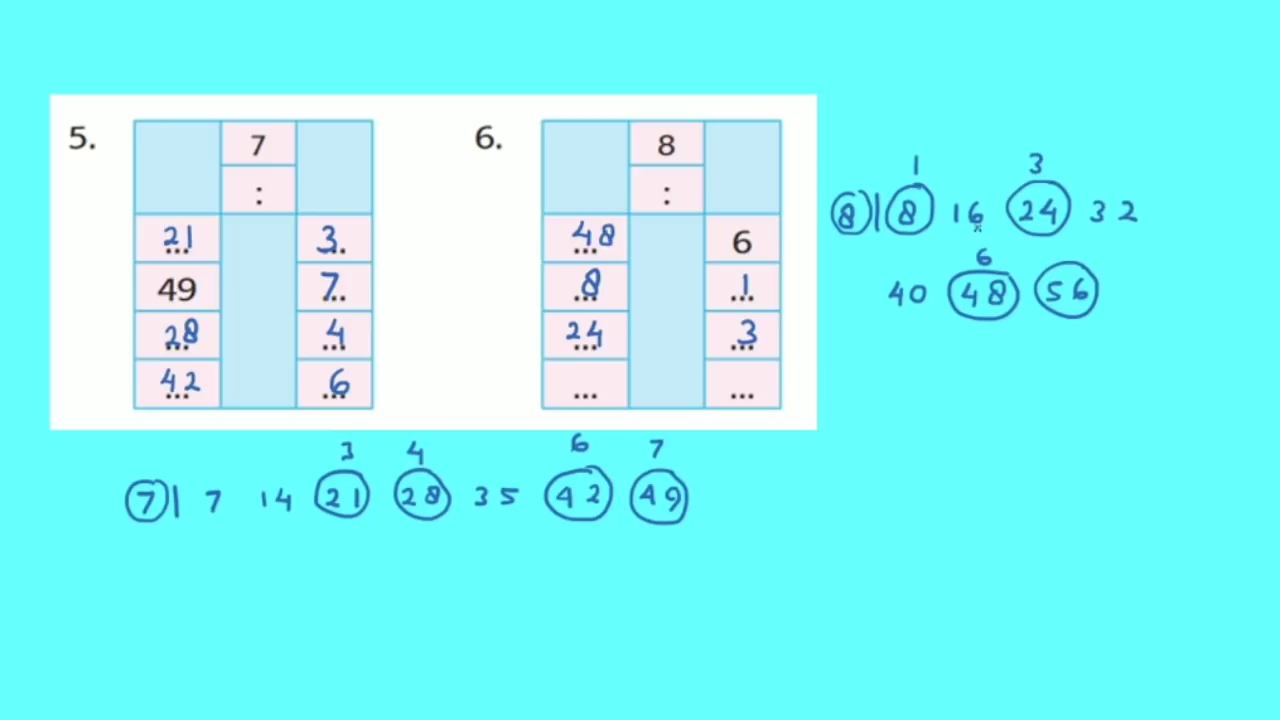 5.
7
:
21 ... 3...
49 7...
28 ... 4 ...
42 ... 6 ...
6.
8
:
48 ... 6
8 ... 1 ...
24 ... 3 ...
... ...
1 3
8 | 8 16 24 32
6
40 48 56
3 4 6 7
7 | 7 14 21 28 35 42 49